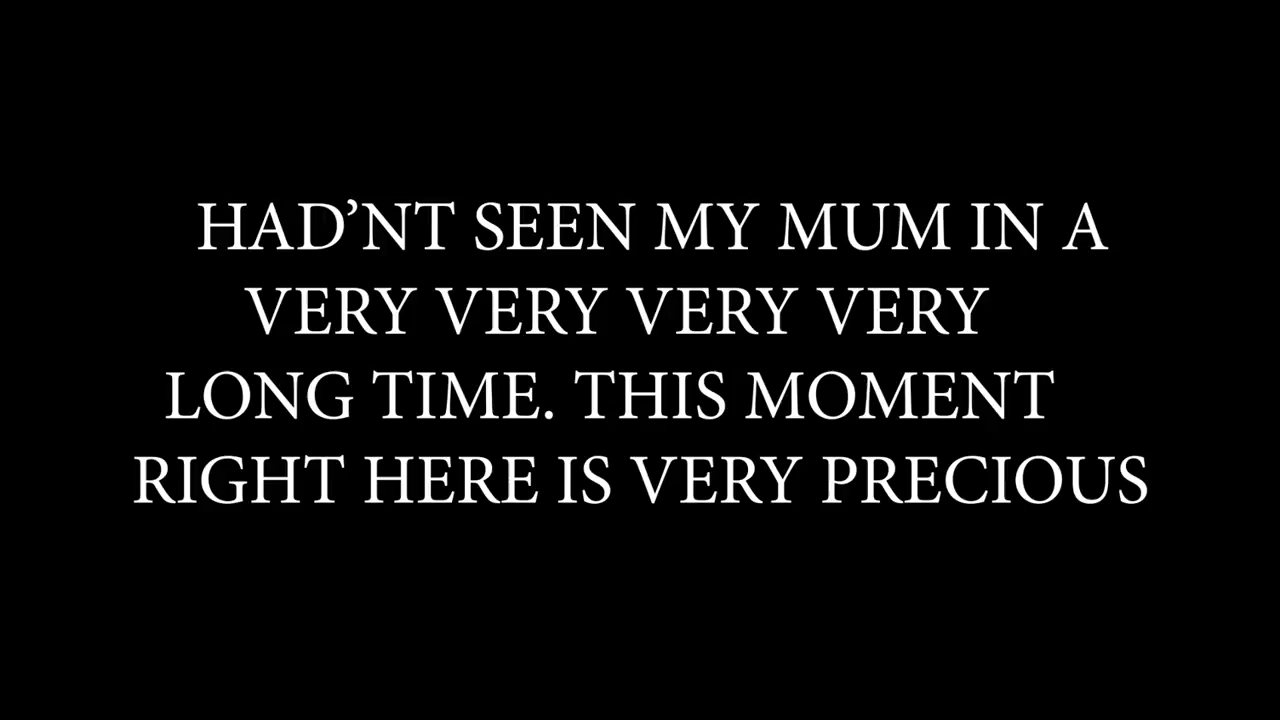 HAD’NT SEEN MY MUM IN A
VERY VERY VERY VERY
LONG TIME. THIS MOMENT
RIGHT HERE IS VERY PRECIOUS